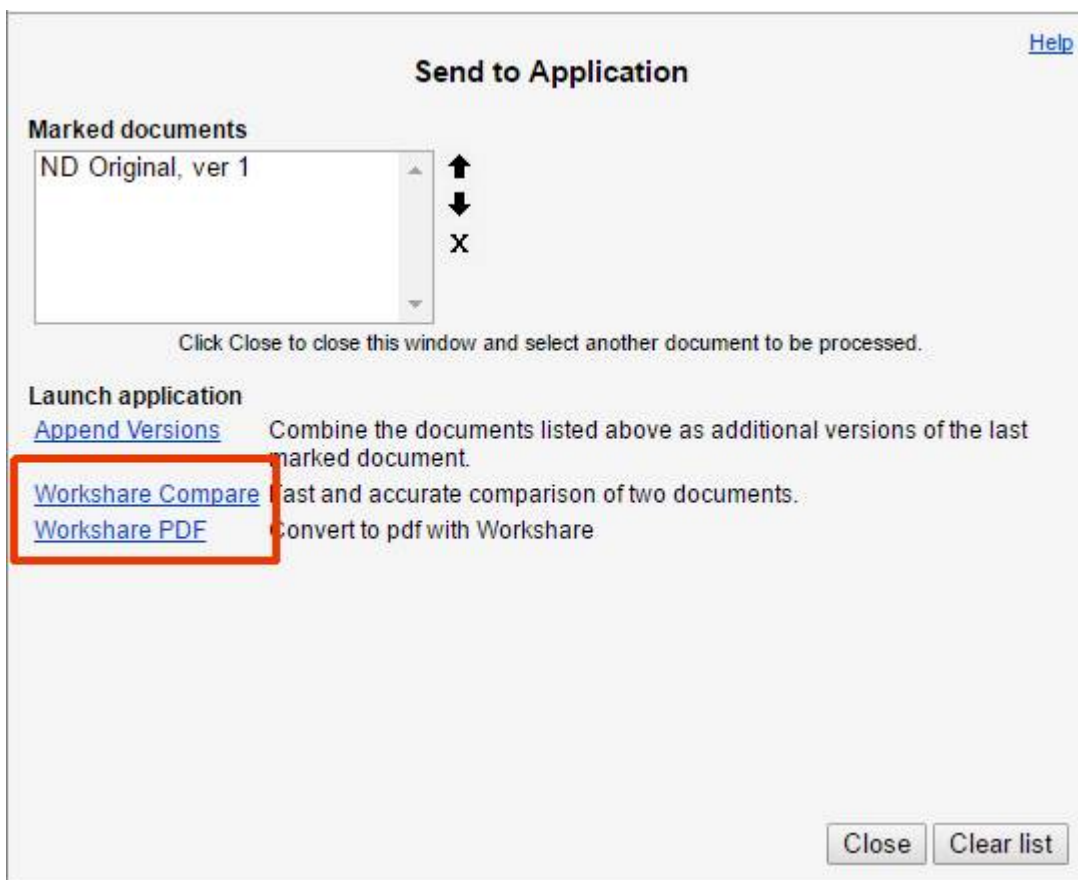 Help
Send to Application
Marked documents
ND Original, ver 1
X
Click Close to close this window and select another document to be processed.
Launch application
Append Versions Combine the documents listed above as additional versions of the last
marked document.
Workshare Compare Fast and accurate comparison of two documents.
Workshare PDF Convert to pdf with Workshare
Close Clear list